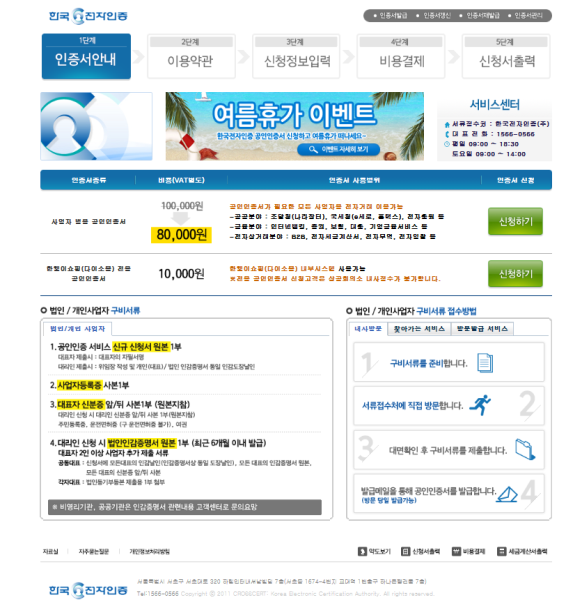 한국전자인증
인증서발급 인증서갱신 인증서재발급 인증서관리
1단계 인증서안내
2단계 이용약관
3단계 신청정보입력
4단계 비용결제
5단계 신청서출력
여름휴가 이벤트
한국전자인증 공인인증서 신청하고 여름휴가 떠나세요~
이벤트 자세히 보기
서비스센터
서류접수처 : 한국전자인증(주)
대 표 전 화 : 1566-0566
평일 09:00 ~ 18:30
토요일 09:00 ~ 14:00
인증서종류 비용(VAT별도) 인증서 사용범위 인증서 신청
사업자 범용 공인인증서
100,000원
80,000원
공인인증서가 필요한 모든 사업자용 전자거래 이용가능
-공공분야 : 조달청(나라장터), 국세청(e세로, 홈택스), 전자민원 등
-금융분야 : 인터넷뱅킹, 증권, 보험, 대출, 기업금융서비스 등
-전자상거래분야 : B2B, 전자세금계산서, 전자무역, 전자입찰 등
신청하기
한웰이쇼핑(다이소몰) 전용
공인인증서
10,000원
한웰이쇼핑(다이소몰) 내부시스템 사용가능
※전용 공인인증서 신청고객은 상공회의소 내사접수가 불가합니다.
신청하기
법인 / 개인사업자 구비서류
법인/개인 사업자
1. 공인인증 서비스 신규 신청서 원본 1부
대표자 제출시 : 대표자의 자필서명
대리인 제출시 : 위임장 작성 및 개인(대표)/ 법인 인감증명서 동일 인감도장날인
2. 사업자등록증 사본1부
3. 대표자 신분증 앞/뒤 사본1부 (원본지참)
대리인 신청 시 대리인 신분증 앞/뒤 사본 1부(원본지참)
주민등록증, 운전면허증 (구 운전면허증 불가), 여권
4. 대리인 신청 시 법인인감증명서 원본 1부 (최근 6개월 이내 발급)
대표자 2인 이상 사업자 추가 제출 서류
공동대표 : 신청서에 모든대표의 인감날인(인감증명서상 동일 도장날인), 모든 대표의 인감증명서 원본,
모든 대표의 신분증 앞/뒤 사본
각자대표 : 법인등기부등본 제출용 1부 첨부
※ 비영리기관, 공공기관은 인감증명서 관련내용 고객센터로 문의요망
법인 / 개인사업자 구비서류 접수방법
내사방문 찾아가는 서비스 방문발급 서비스
1 구비서류를 준비합니다.
서류접수처에 직접 방문합니다. 2
3 대면확인 후 구비서류를 제출합니다.
발급메일을 통해 공인인증서를 발급합니다.
(방문 당일 발급가능) 4
자료실 자주묻는질문 개인정보처리방침
약도보기 신청서출력 비용결제 세금계산서출력
한국전자인증
Tel:1566-0566 Copyright © 2011 CROSSCERT: Korea Electronic Certification Authority. All rights reserved.